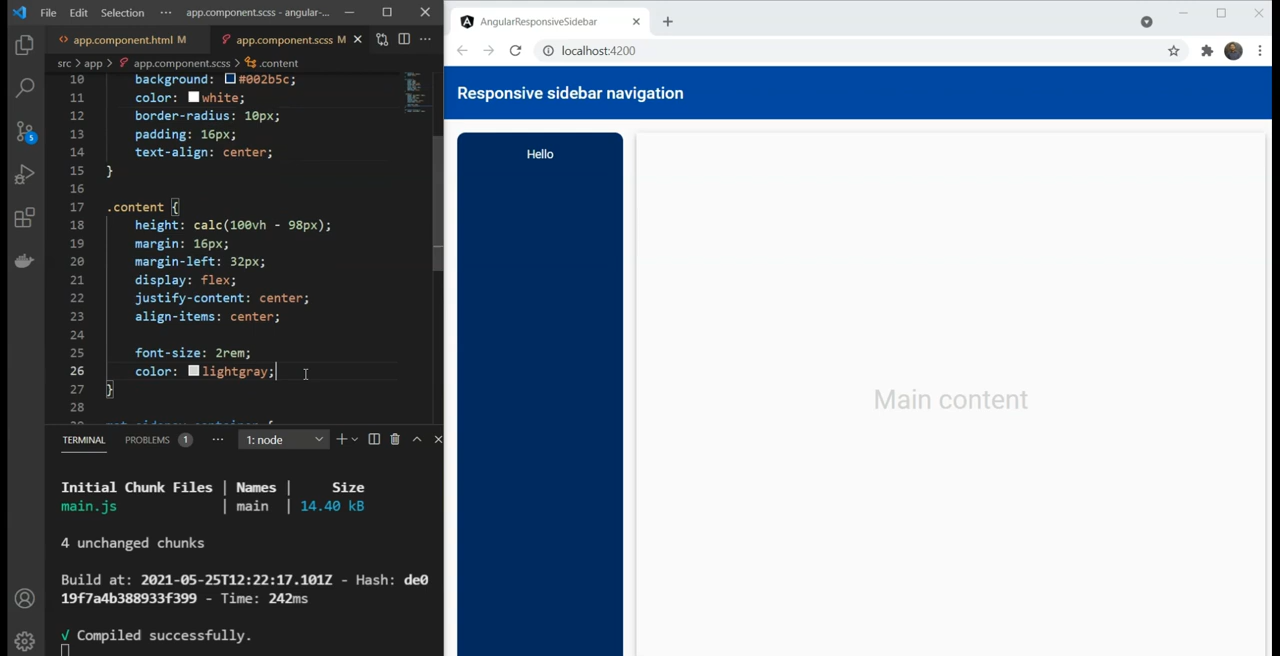 File Edit Selection ··· app.component.scss - angular-...
app.component.html M
app.component.scss M
src > app > app.component.scss > .content
10 background: #002b5c;
11 color: white;
12 border-radius: 10px;
13 padding: 16px;
14 text-align: center;
15 }
16
17 .content {
18 height: calc(100vh - 98px);
19 margin: 16px;
20 margin-left: 32px;
21 display: flex;
22 justify-content: center;
23 align-items: center;
24
25 font-size: 2rem;
26 color: lightgray;
27 }
28
5
TERMINAL PROBLEMS 1 ··· 1: node
Initial Chunk Files | Names | Size
main.js | main | 14.40 kB
4 unchanged chunks
Build at: 2021-05-25T12:22:17.101Z - Hash: de0
19f7a4b388933f399 - Time: 242ms
√ Compiled successfully.
AngularResponsiveSidebar
localhost:4200
Responsive sidebar navigation
Hello
Main content